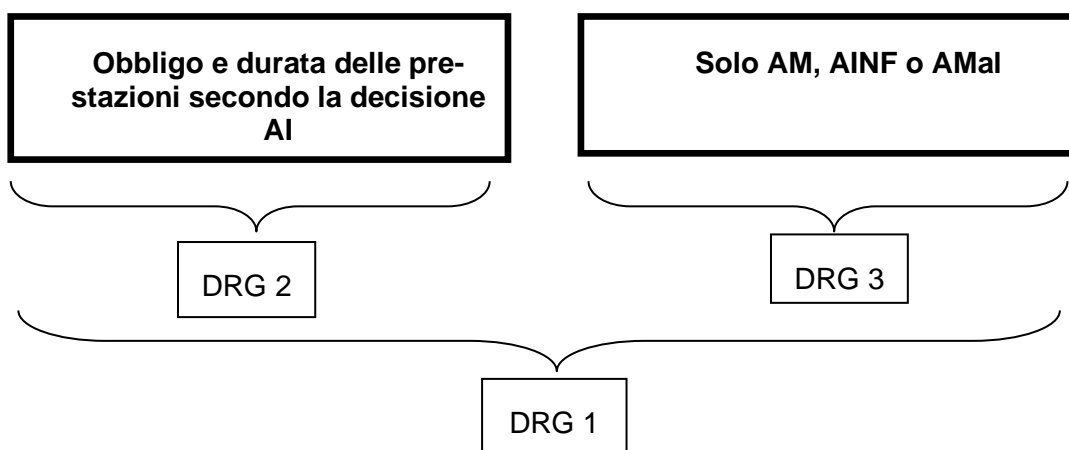 Obbligo e durata delle pre-
stazioni secondo la decisione
AI
Solo AM, AINF o AMal
DRG 2
DRG 3
DRG 1